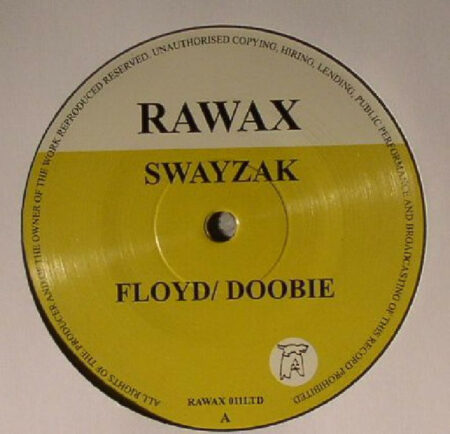 ALL RIGHTS OF THE PRODUCER AND OF THE OWNER OF THE WORK REPRODUCED RESERVED. UNAUTHORISED COPYING, HIRING, LENDING, PUBLIC PERFORMANCE AND BROADCASTING OF THIS RECORD PROHIBITED
RAWAX
SWAYZAK
FLOYD/ DOOBIE
RAWAX 011LTD
A